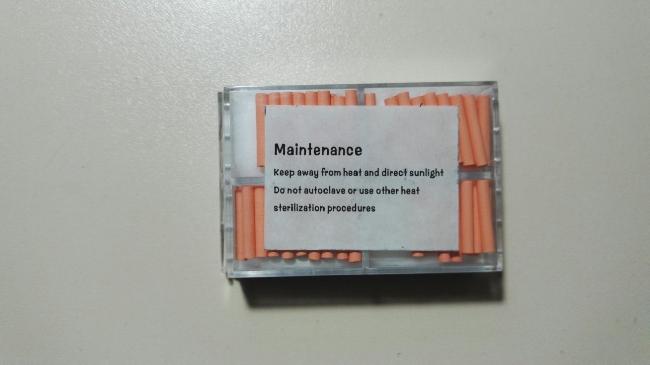 Maintenance
Keep away from heat and direct sunlight
Do not autoclave or use other heat
sterilization procedures